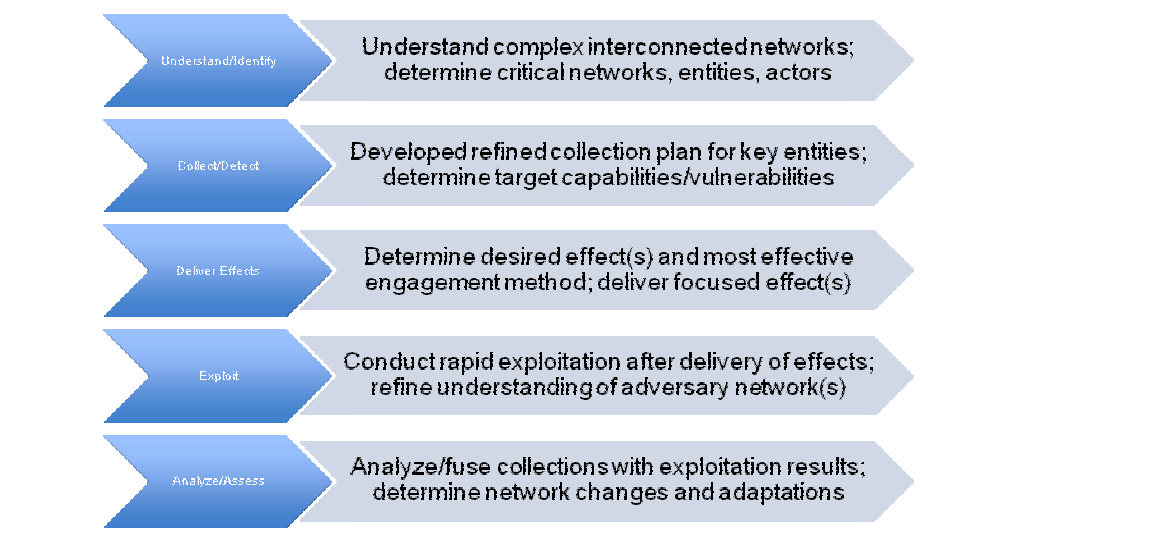 Understand/Identify
Understand complex interconnected networks;
determine critical networks, entities, actors
Collect/Detect
Developed refined collection plan for key entities;
determine target capabilities/vulnerabilities
Deliver Effects
Determine desired effect(s) and most effective
engagement method; deliver focused effect(s)
Exploit
Conduct rapid exploitation after delivery of effects;
refine understanding of adversary network(s)
Analyze/Assess
Analyze/fuse collections with exploitation results;
determine network changes and adaptations